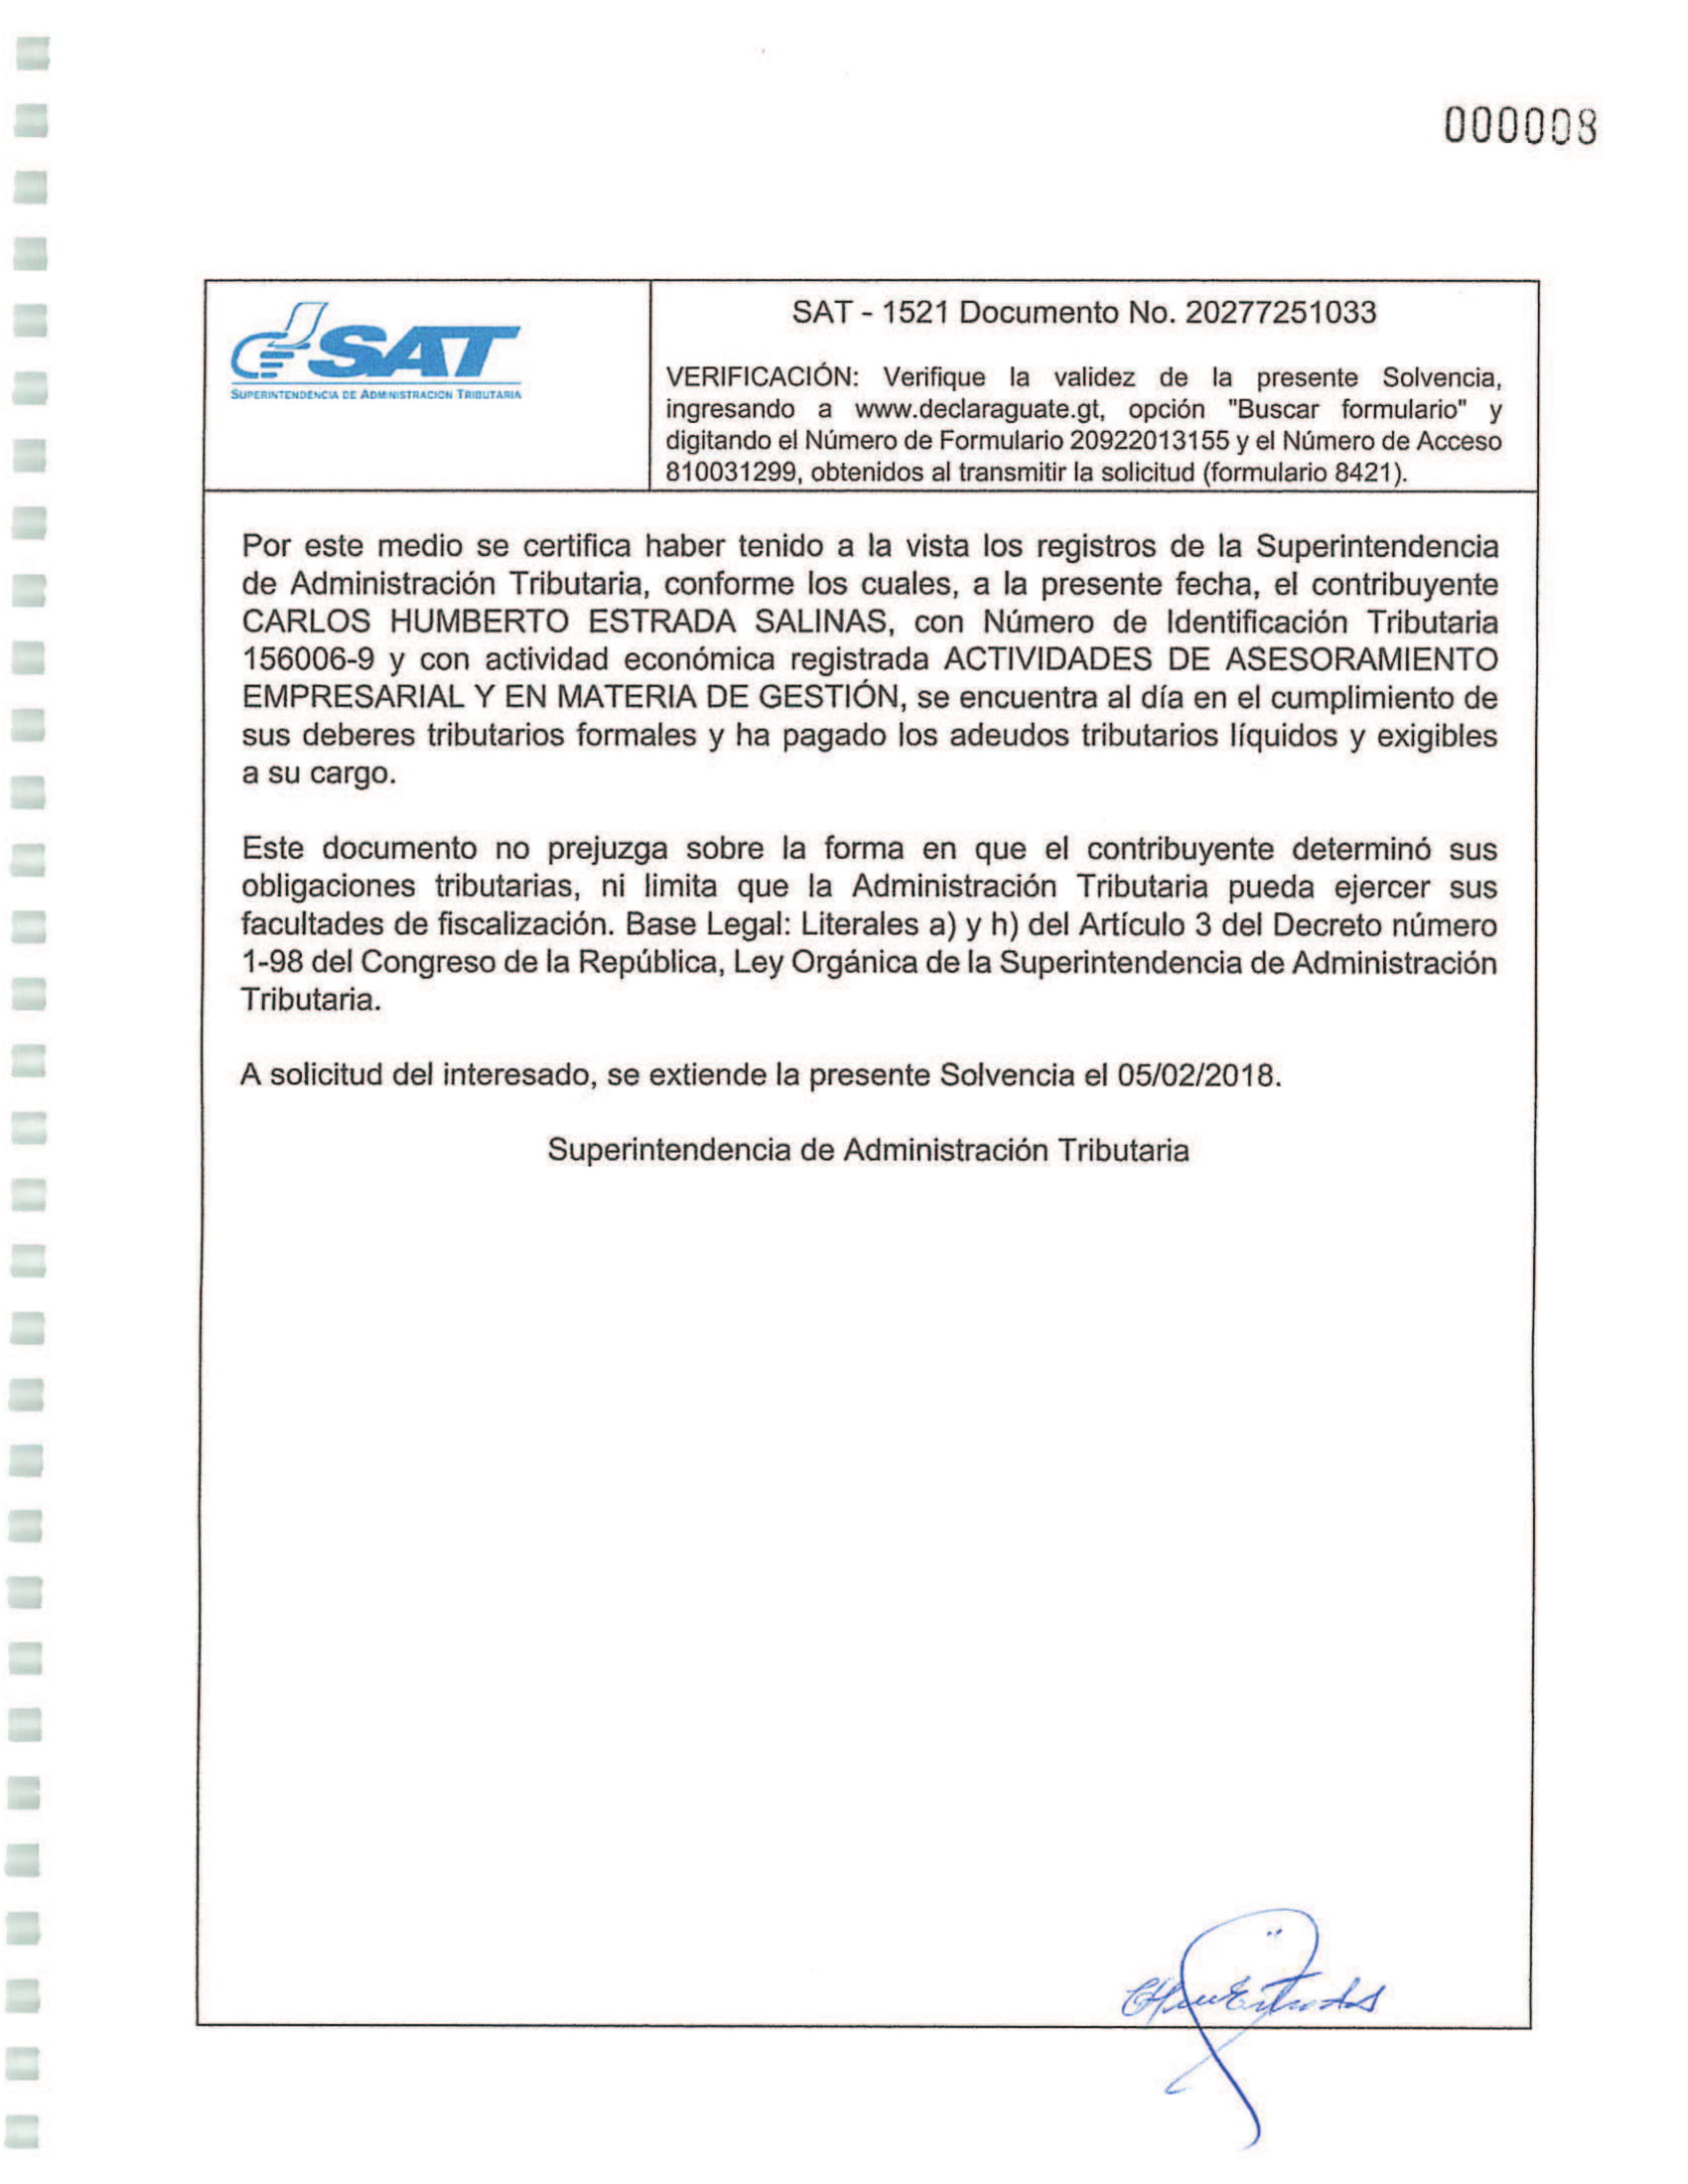 000008
SAT
SUPERINTENDENCIA DE ADMINISTRACION TRIBUTARIA
SAT - 1521 Documento No. 20277251033
VERIFICACIÓN: Verifique la validez de la presente Solvencia,
ingresando a www.declaraguate.gt, opción "Buscar formulario" y
digitando el Número de Formulario 20922013155 y el Número de Acceso
810031299, obtenidos al transmitir la solicitud (formulario 8421).
Por este medio se certifica haber tenido a la vista los registros de la Superintendencia
de Administración Tributaria, conforme los cuales, a la presente fecha, el contribuyente
CARLOS HUMBERTO ESTRADA SALINAS, con Número de Identificación Tributaria
156006-9 y con actividad económica registrada ACTIVIDADES DE ASESORAMIENTO
EMPRESARIAL Y EN MATERIA DE GESTIÓN, se encuentra al día en el cumplimiento de
sus deberes tributarios formales y ha pagado los adeudos tributarios líquidos y exigibles
a su cargo.
Este documento no prejuzga sobre la forma en que el contribuyente determinó sus
obligaciones tributarias, ni limita que la Administración Tributaria pueda ejercer sus
facultades de fiscalización. Base Legal: Literales a) y h) del Artículo 3 del Decreto número
1-98 del Congreso de la República, Ley Orgánica de la Superintendencia de Administración
Tributaria.
A solicitud del interesado, se extiende la presente Solvencia el 05/02/2018.
Superintendencia de Administración Tributaria